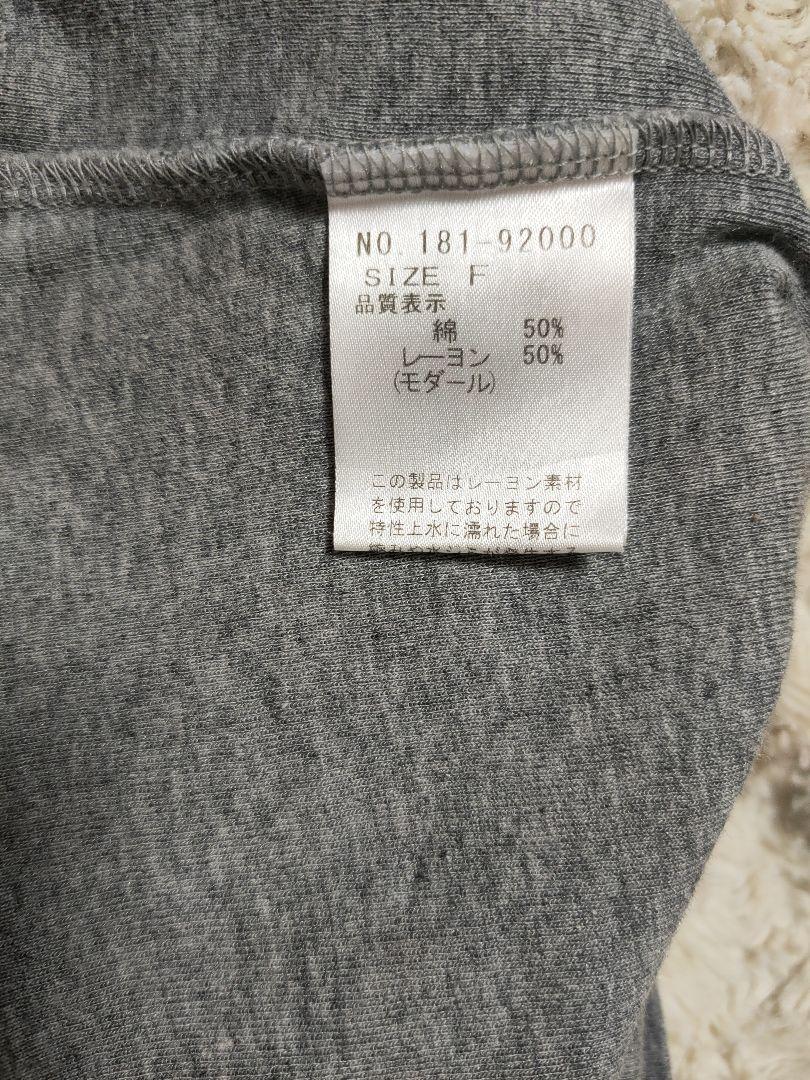 NO. 181-92000
SIZE F
品質表示
綿 50%
レーヨン 50%
(モダール)
この製品はレーヨン素材
を使用しておりますので
特性上水に濡れた場合に